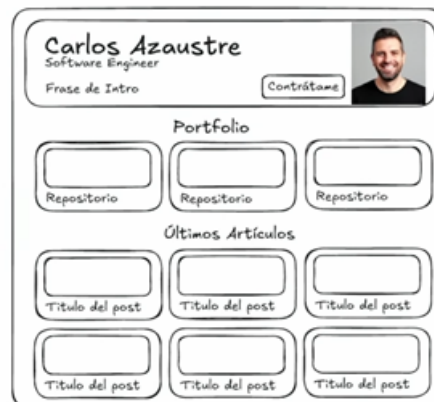 Carlos Azaustre
Software Engineer
Frase de Intro
Contrátame
Portfolio
Repositorio Repositorio Repositorio
Últimos Artículos
Titulo del post Titulo del post Titulo del post
Titulo del post Titulo del post Titulo del post